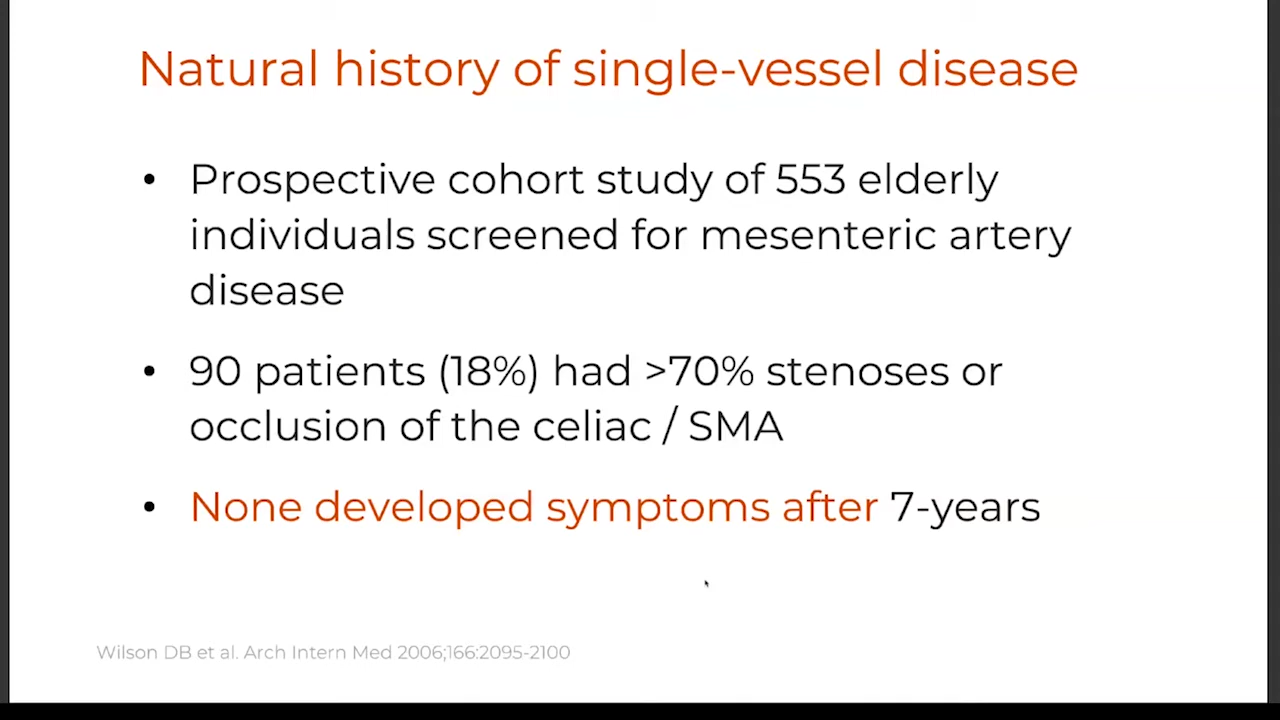 Natural history of single-vessel disease
• Prospective cohort study of 553 elderly
individuals screened for mesenteric artery
disease
• 90 patients (18%) had >70% stenoses or
occlusion of the celiac / SMA
• None developed symptoms after 7-years
Wilson DB et al. Arch Intern Med 2006;166:2095-2100